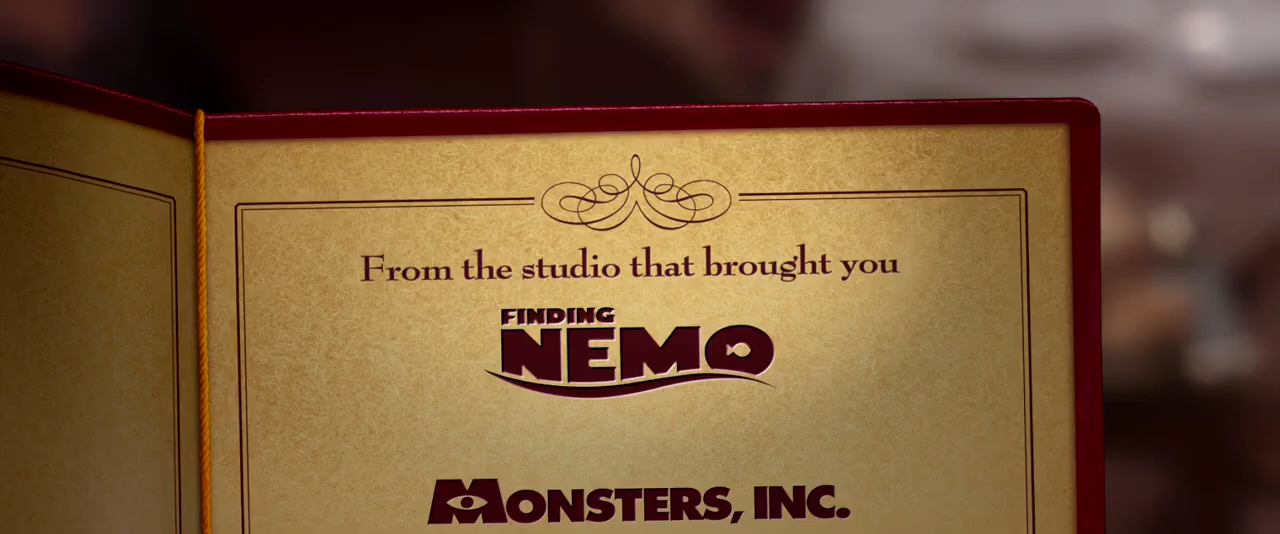 From the studio that brought you
FINDING
NEMO
MONSTERS, INC.